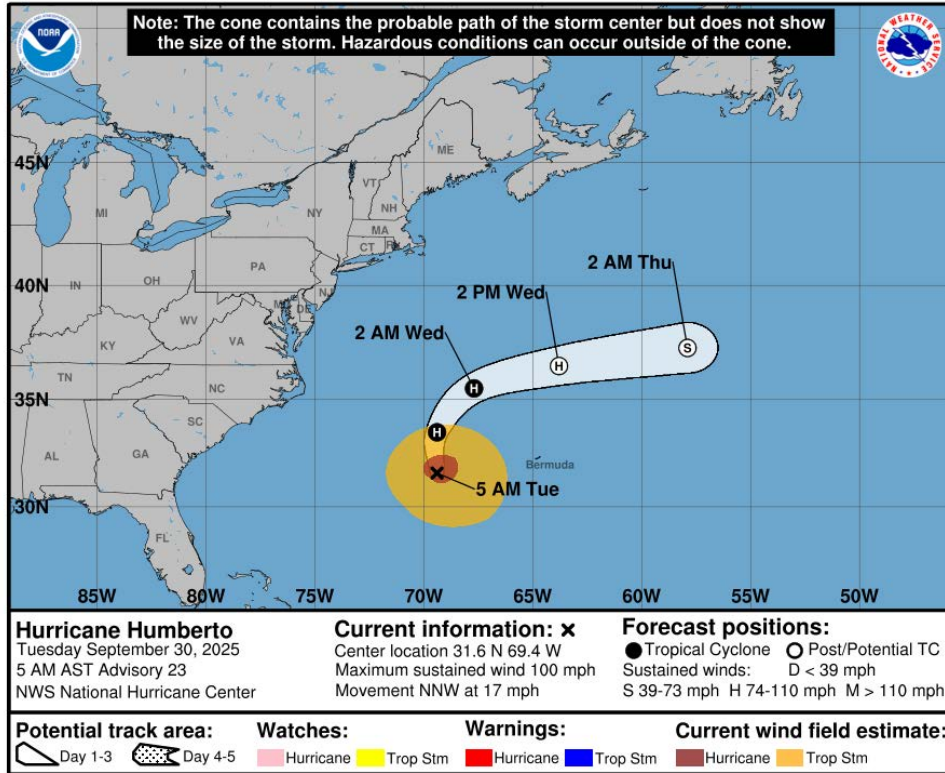 Note: The cone contains the probable path of the storm center but does not show
the size of the storm. Hazardous conditions can occur outside of the cone.
NOAA
NATIONAL WEATHER SERVICE
45N
40N
35N
30N
ME
VT
NH
MI
NY
MA
CT
PA
IN
OH
NJ
DE
WV
KY
VA
TN
NC
SC
AL
GA
FL
2 AM Thu
2 PM Wed
2 AM Wed
S
H
H
H
Bermuda
5 AM Tue
85W 80W 75W 70W 65W 60W 55W 50W
Hurricane Humberto
Tuesday September 30, 2025
5 AM AST Advisory 23
NWS National Hurricane Center
Current information: ×
Center location 31.6 N 69.4 W
Maximum sustained wind 100 mph
Movement NNW at 17 mph
Forecast positions:
● Tropical Cyclone ○ Post/Potential TC
Sustained winds: D < 39 mph
S 39-73 mph H 74-110 mph M > 110 mph
Potential track area:
Day 1-3 Day 4-5
Watches:
Hurricane Trop Stm
Warnings:
Hurricane Trop Stm
Current wind field estimate:
Hurricane Trop Stm